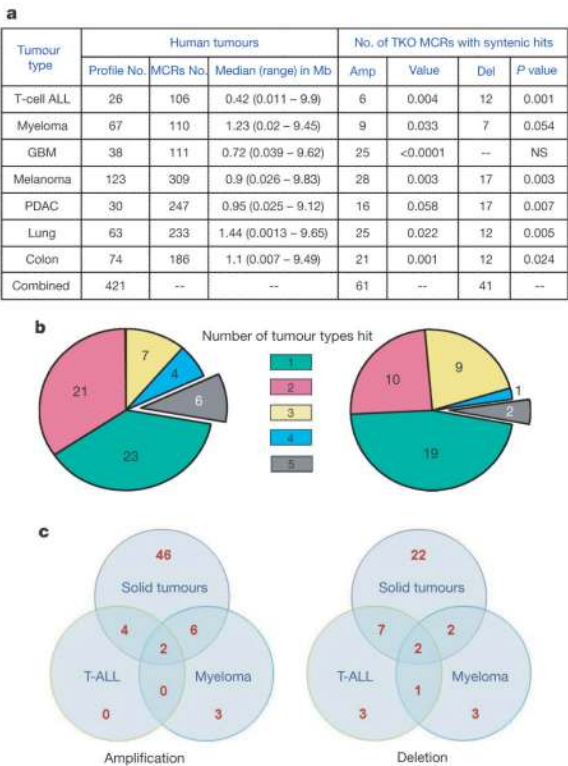 a
Tumour type Human tumours No. of TKO MCRs with syntenic hits
Profile No. MCRs No. Median (range) in Mb Amp Value Del P value
T-cell ALL 26 106 0.42 (0.011 – 9.9) 6 0.004 12 0.001
Myeloma 67 110 1.23 (0.02 – 9.45) 9 0.033 7 0.054
GBM 38 111 0.72 (0.039 – 9.62) 25 <0.0001 -- NS
Melanoma 123 309 0.9 (0.026 – 9.83) 28 0.003 17 0.003
PDAC 30 247 0.95 (0.025 – 9.12) 16 0.058 17 0.007
Lung 63 233 1.44 (0.0013 – 9.65) 25 0.022 12 0.005
Colon 74 186 1.1 (0.007 – 9.49) 21 0.001 12 0.024
Combined 421 -- -- 61 -- 41 --
b
Number of tumour types hit
7
4
6
21
23
1
2
3
4
5
10
9
1
2
19
c
46
Solid tumours
4 6
2
T-ALL Myeloma
0
0 3
Amplification
22
Solid tumours
7 2
2
T-ALL Myeloma
1
3 3
Deletion